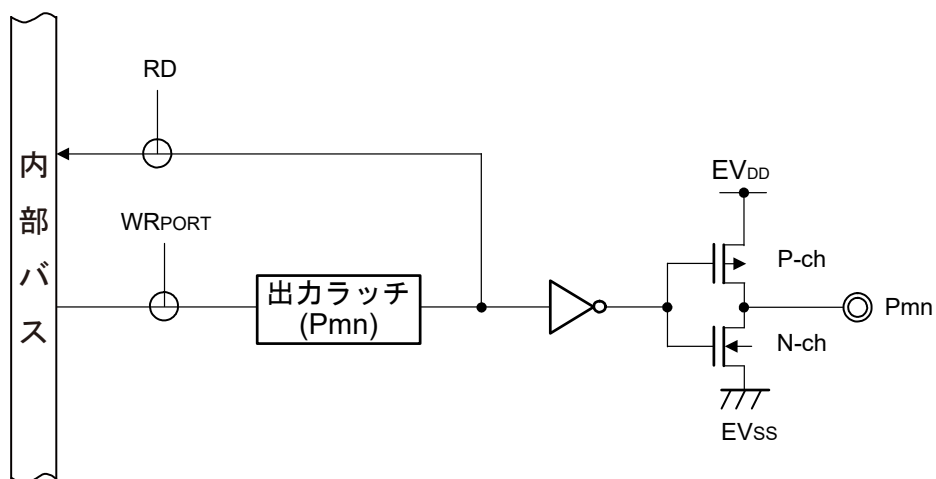 RD
内部バス
WRPORT
出力ラッチ
(Pmn)
EVDD
P-ch
Pmn
N-ch
EVSS